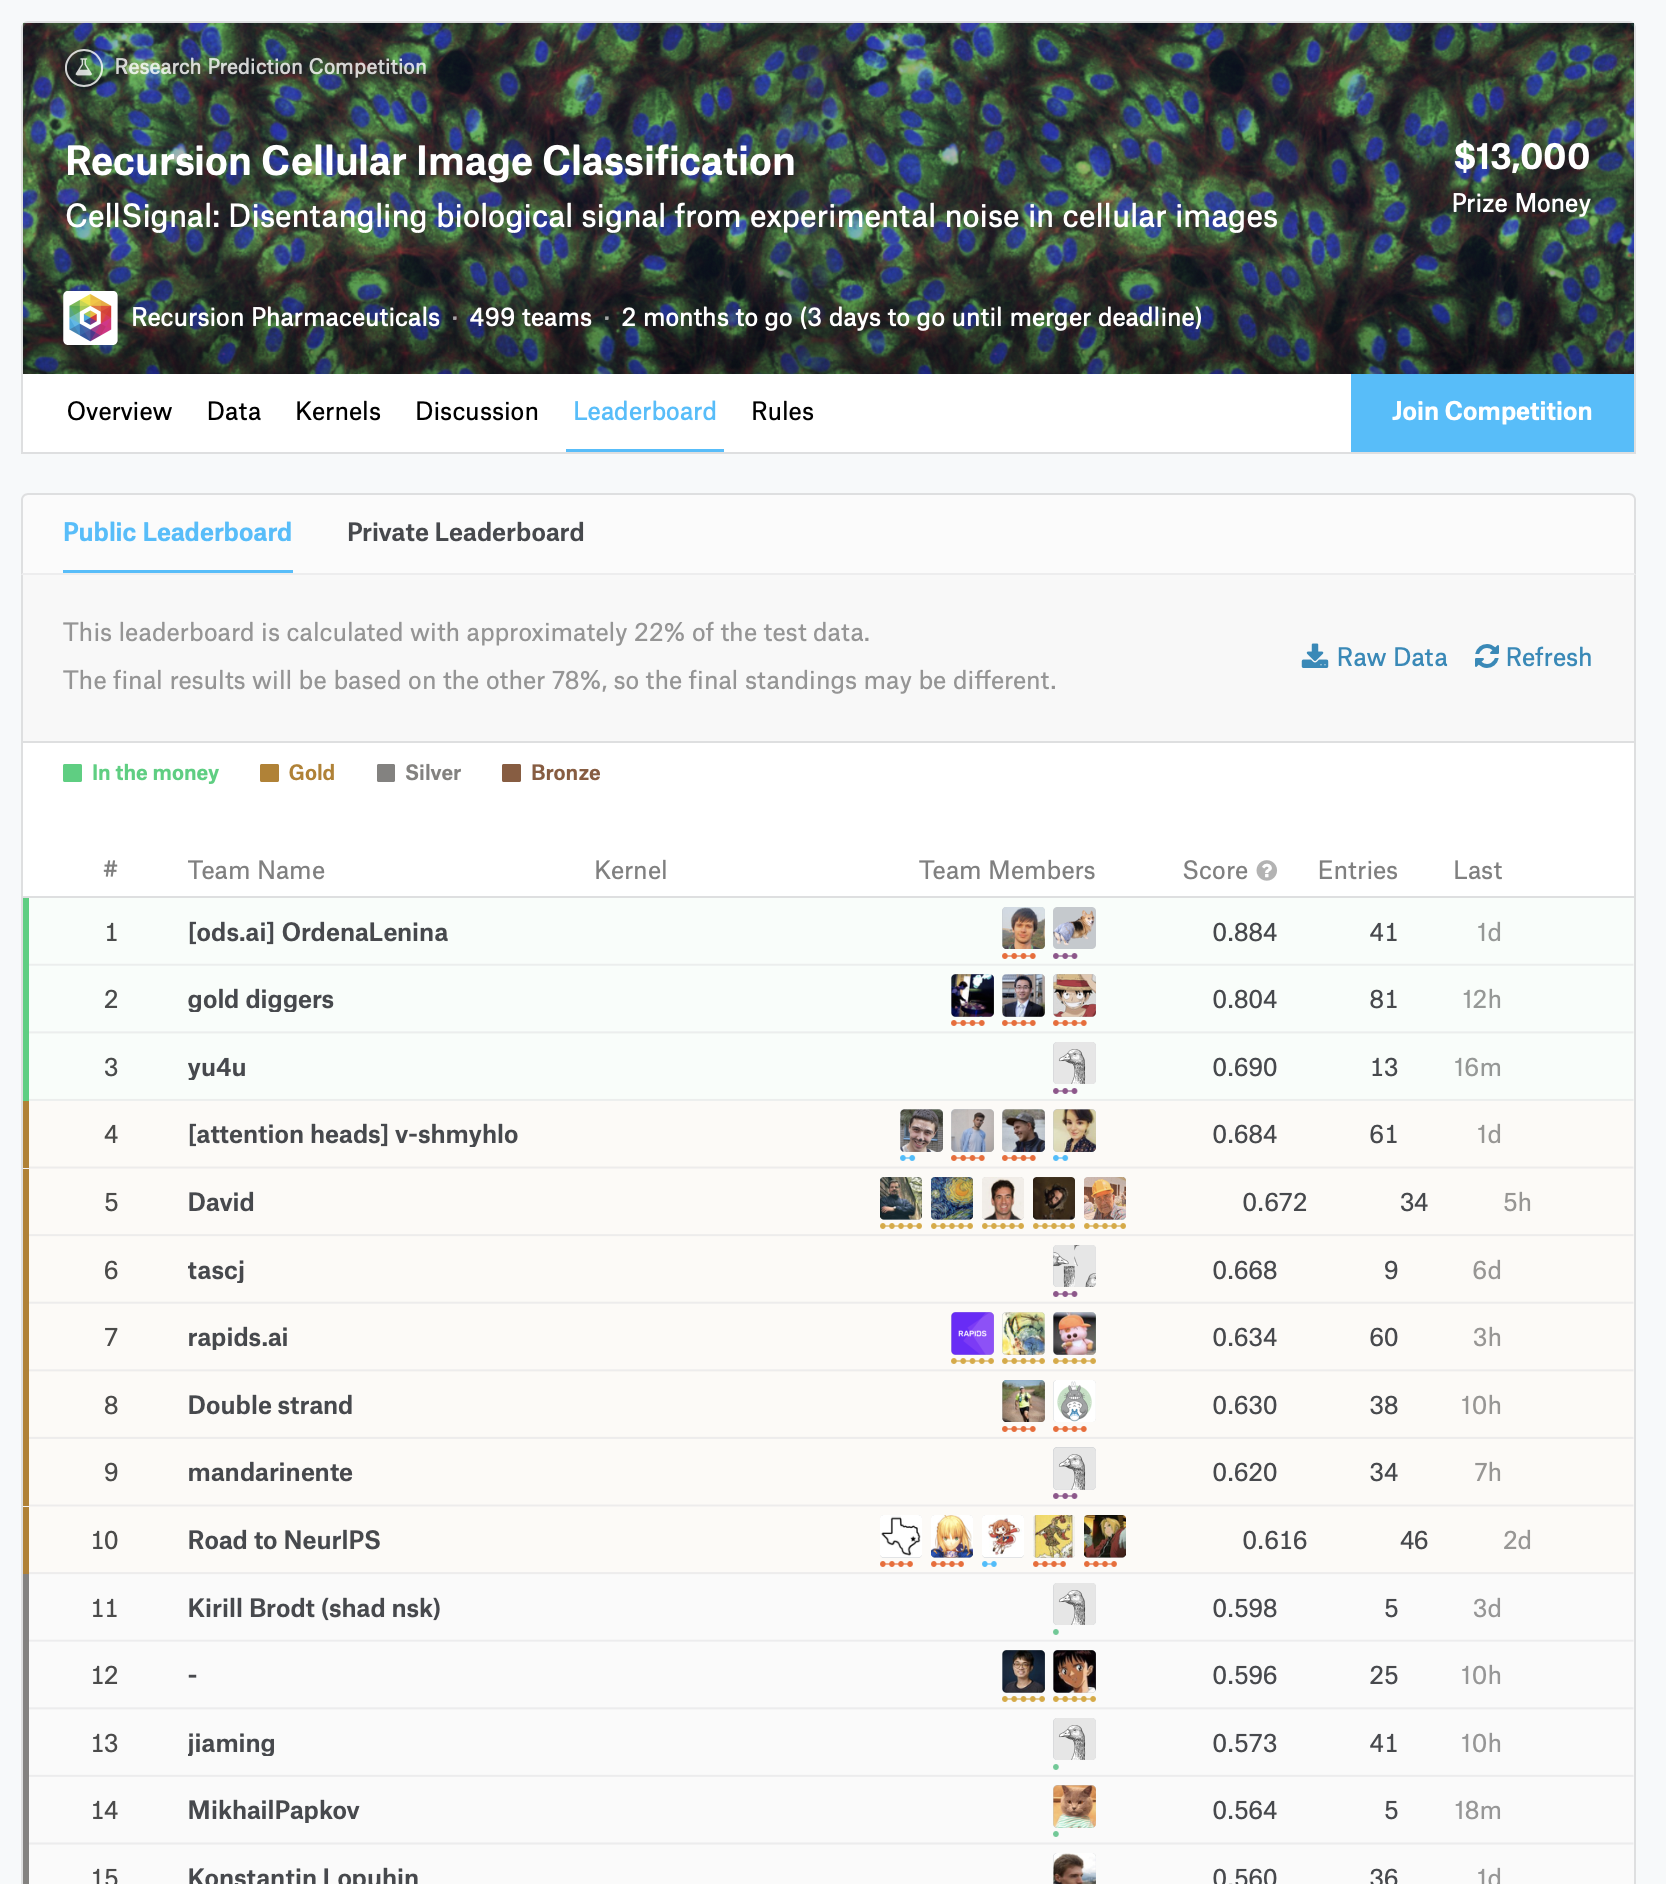 Research Prediction Competition
Recursion Cellular Image Classification
$13,000
CellSignal: Disentangling biological signal from experimental noise in cellular images
Prize Money
Recursion Pharmaceuticals · 499 teams · 2 months to go (3 days to go until merger deadline)
Overview Data Kernels Discussion Leaderboard Rules Join Competition
Public Leaderboard Private Leaderboard
This leaderboard is calculated with approximately 22% of the test data.
The final results will be based on the other 78%, so the final standings may be different.
Raw Data Refresh
In the money Gold Silver Bronze
# Team Name Kernel Team Members Score ? Entries Last
1 [ods.ai] OrdenaLenina 0.884 41 1d
2 gold diggers 0.804 81 12h
3 yu4u 0.690 13 16m
4 [attention heads] v-shmyhlo 0.684 61 1d
5 David 0.672 34 5h
6 tascj 0.668 9 6d
7 rapids.ai RAPIDS 0.634 60 3h
8 Double strand 0.630 38 10h
9 mandarinente 0.620 34 7h
10 Road to NeurIPS 0.616 46 2d
11 Kirill Brodt (shad nsk) 0.598 5 3d
12 - 0.596 25 10h
13 jiaming 0.573 41 10h
14 MikhailPapkov 0.564 5 18m
15 Konstantin Lopuhin 0.560 36 1d